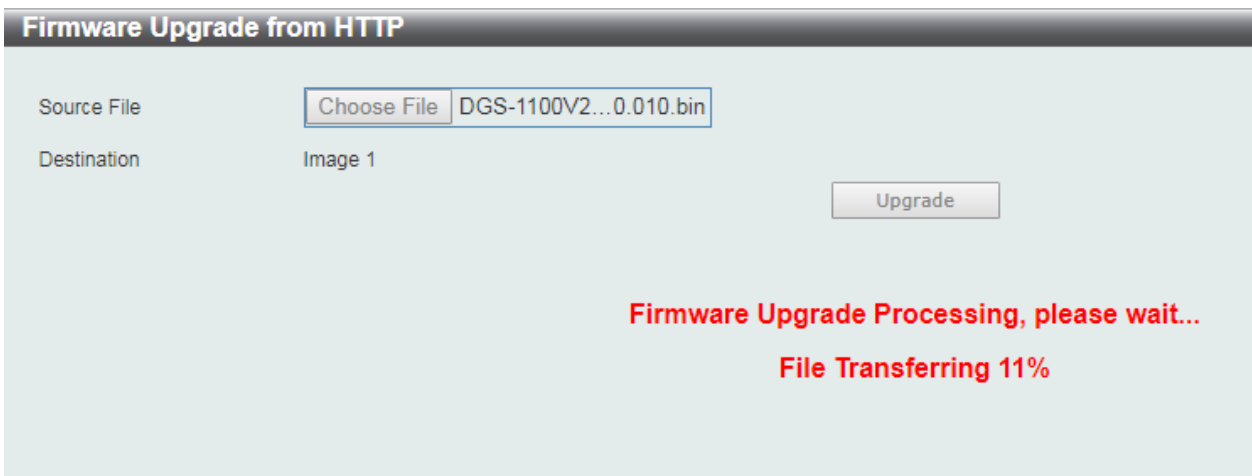 Firmware Upgrade from HTTP
Source File Choose File DGS-1100V2...0.010.bin
Destination Image 1
Upgrade
Firmware Upgrade Processing, please wait...
File Transferring 11%